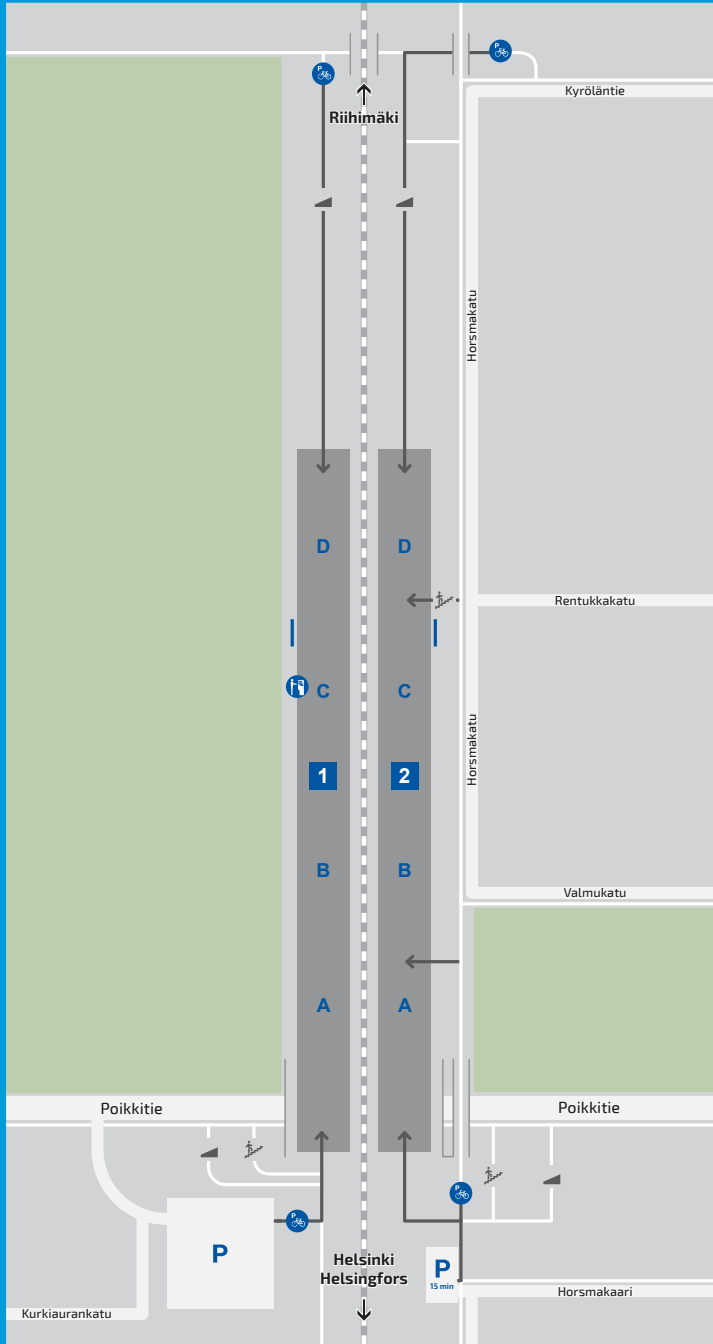 P
P
Kyröläntie
Riihimäki
Horsmakatu
D
D
Rentukkakatu
C
C
Horsmakatu
1
2
B
B
Valmukatu
A
A
Poikkitie
Poikkitie
P
P
P
Helsinki
Helsingfors
P
15 min
Horsmakaari
Kurkiaurankatu